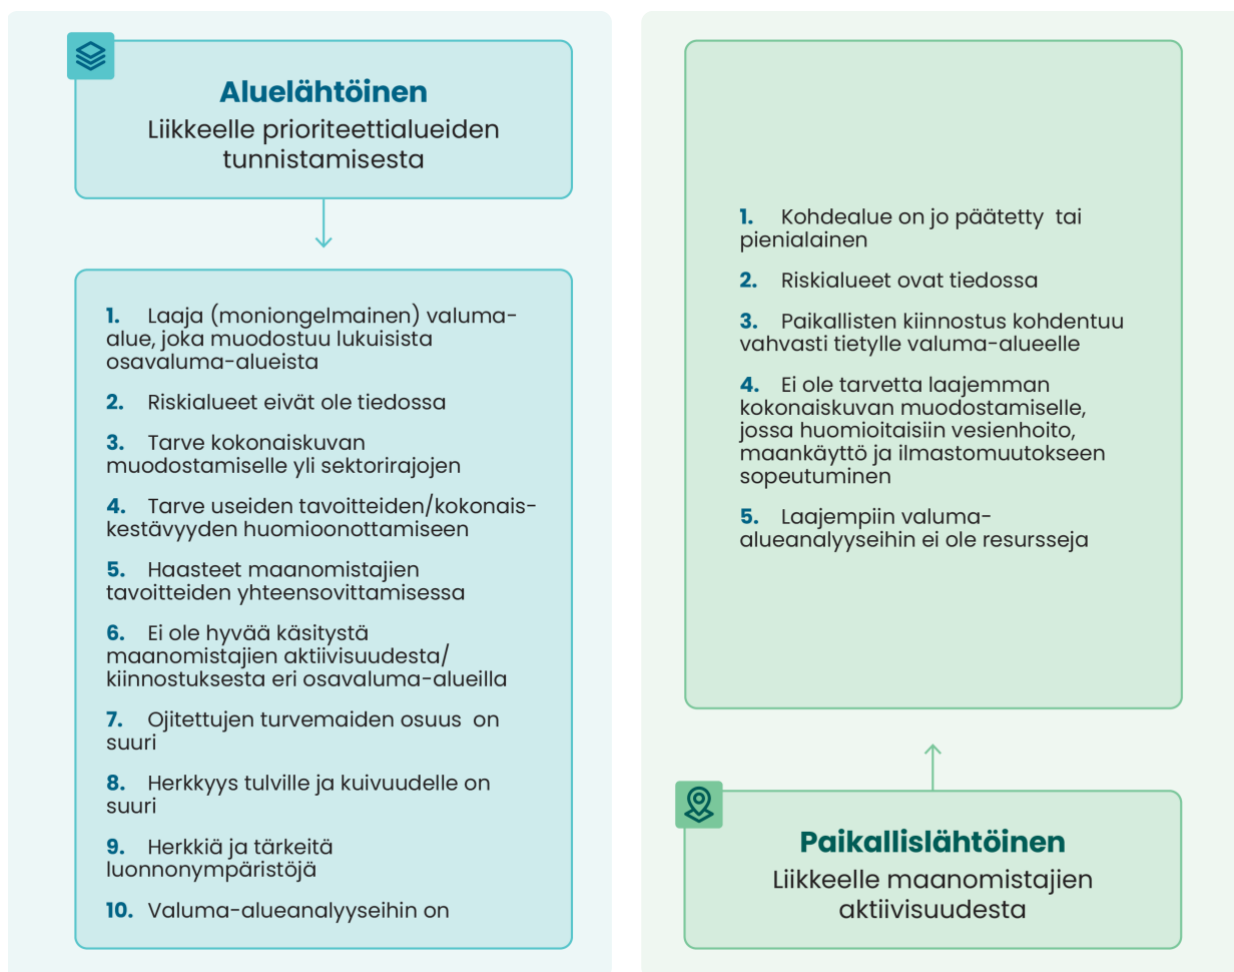 Aluelähtöinen
Liikkeelle prioriteettialueiden
tunnistamisesta
1. Laaja (moniongelmainen) valuma-
alue, joka muodostuu lukuisista
osavaluma-alueista
2. Riskialueet eivät ole tiedossa
3. Tarve kokonaiskuvan
muodostamiselle yli sektorirajojen
4. Tarve useiden tavoitteiden/kokonais-
kestävyyden huomioonottamiseen
5. Haasteet maanomistajien
tavoitteiden yhteensovittamisessa
6. Ei ole hyvää käsitystä
maanomistajien aktiivisuudesta/
kiinnostuksesta eri osavaluma-alueilla
7. Ojitettujen turvemaiden osuus on
suuri
8. Herkkyys tulville ja kuivuudelle on
suuri
9. Herkkiä ja tärkeitä
luonnonympäristöjä
10. Valuma-alueanalyyseihin on
1. Kohdealue on jo päätetty tai
pienialainen
2. Riskialueet ovat tiedossa
3. Paikallisten kiinnostus kohdentuu
vahvasti tietylle valuma-alueelle
4. Ei ole tarvetta laajemman
kokonaiskuvan muodostamiselle,
jossa huomioitaisiin vesienhoito,
maankäyttö ja ilmastomuutokseen
sopeutuminen
5. Laajempiin valuma-
alueanalyyseihin ei ole resursseja
Paikallislähtöinen
Liikkeelle maanomistajien
aktiivisuudesta